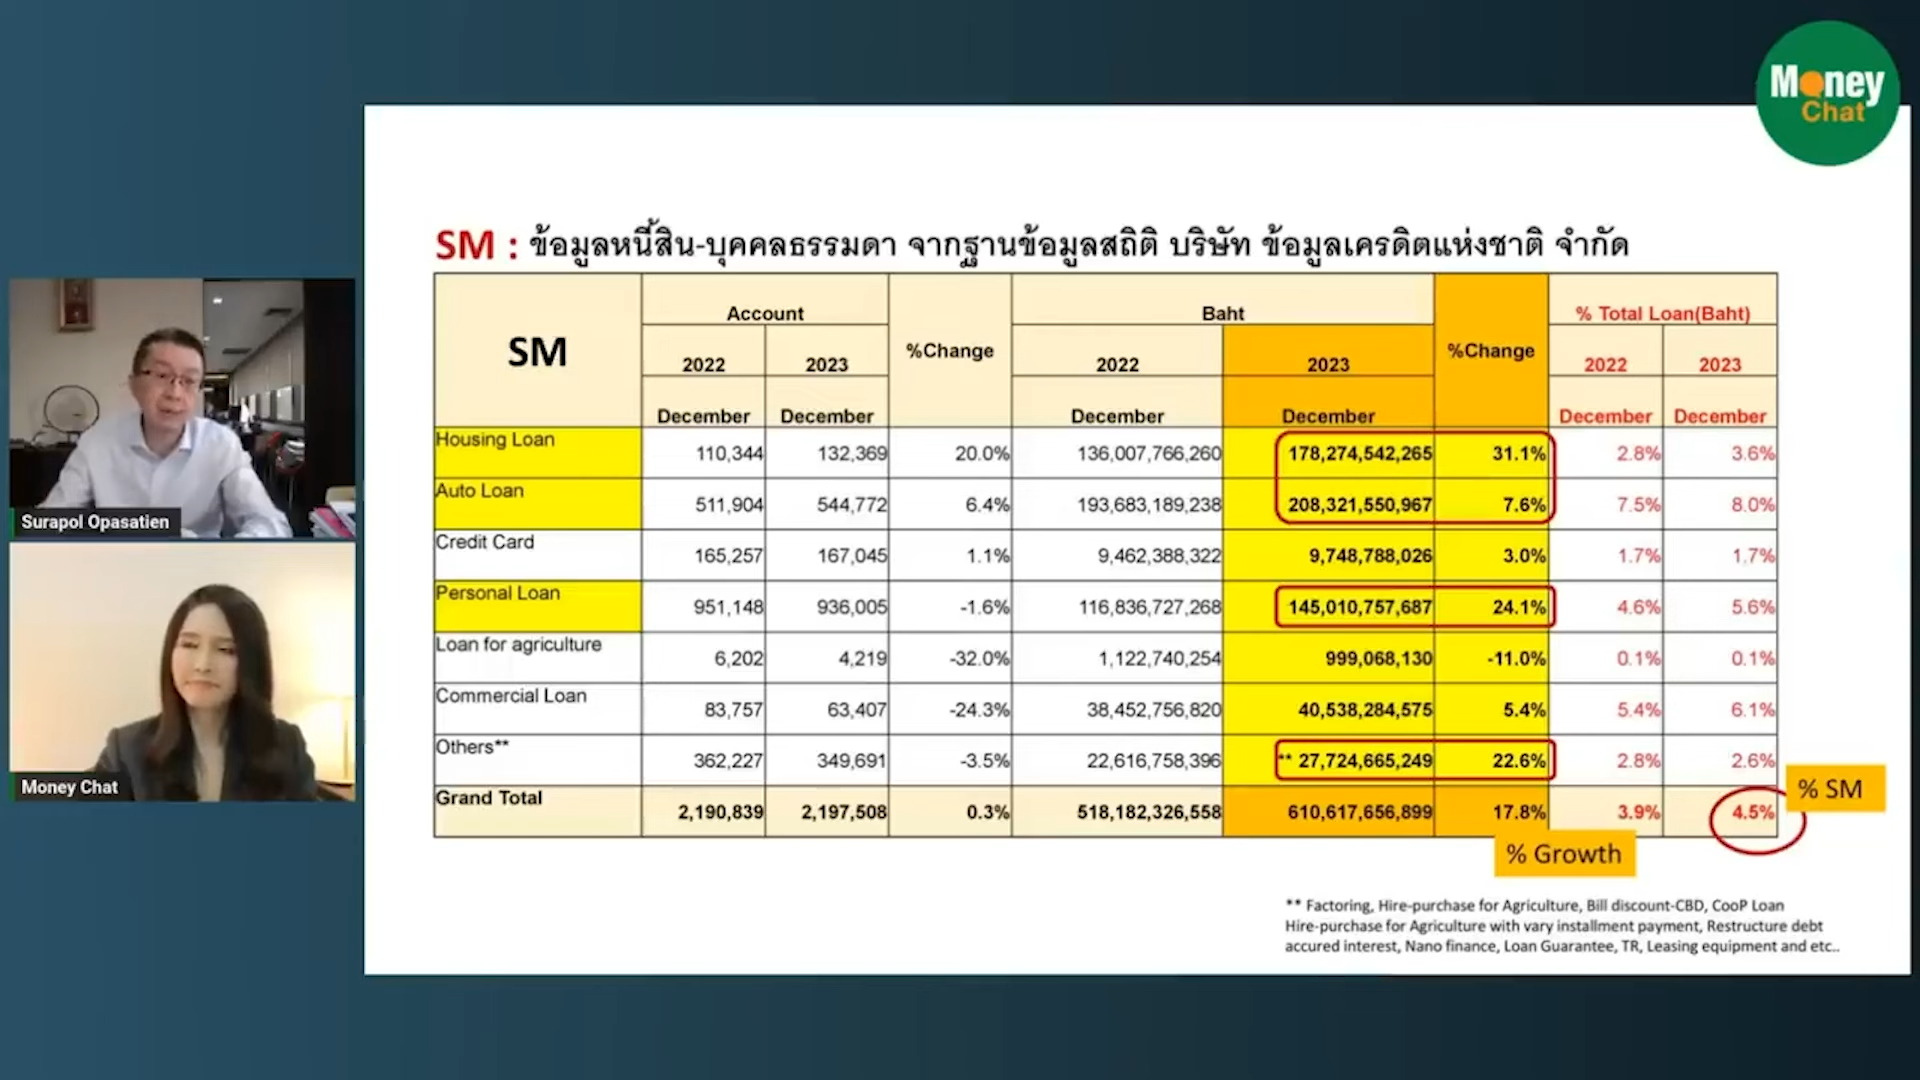 Money
Chat
SM : ข้อมูลหนี้สิน-บุคคลธรรมดา จากฐานข้อมูลสถิติ บริษัท ข้อมูลเครดิตแห่งชาติ จำกัด
SM Account %Change Baht %Change % Total Loan(Baht)
2022 2023 2022 2023 2022 2023
December December December December December December
Housing Loan 110,344 132,369 20.0% 136,007,766,260 178,274,542,265 31.1% 2.8% 3.6%
Auto Loan 511,904 544,772 6.4% 193,683,189,238 208,321,550,967 7.6% 7.5% 8.0%
Credit Card 165,257 167,045 1.1% 9,462,388,322 9,748,788,026 3.0% 1.7% 1.7%
Personal Loan 951,148 936,005 -1.6% 116,836,727,268 145,010,757,687 24.1% 4.6% 5.6%
Loan for agriculture 6,202 4,219 -32.0% 1,122,740,254 999,068,130 -11.0% 0.1% 0.1%
Commercial Loan 83,757 63,407 -24.3% 38,452,756,820 40,538,284,575 5.4% 5.4% 6.1%
Others** 362,227 349,691 -3.5% 22,616,758,396 ** 27,724,665,249 22.6% 2.8% 2.6%
Grand Total 2,190,839 2,197,508 0.3% 518,182,326,558 610,617,656,899 17.8% 3.9% 4.5%
% SM
% Growth
** Factoring, Hire-purchase for Agriculture, Bill discount-CBD, CooP Loan
Hire-purchase for Agriculture with vary installment payment, Restructure debt
accured interest, Nano finance, Loan Guarantee, TR, Leasing equipment and etc..
Surapol Opasatien
Money Chat